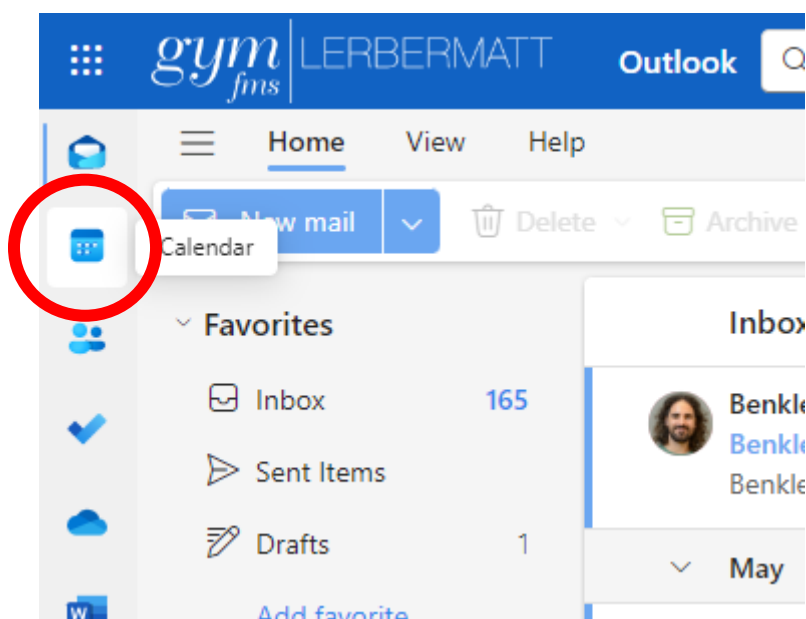 gym LERBERMATT
fms
Outlook
Home View Help
New mail Delete Archive
Calendar
Favorites
Inbox
Inbox 165
Benkle
Benkle
Sent Items
Benkle
Drafts 1
May
Add favorite
W